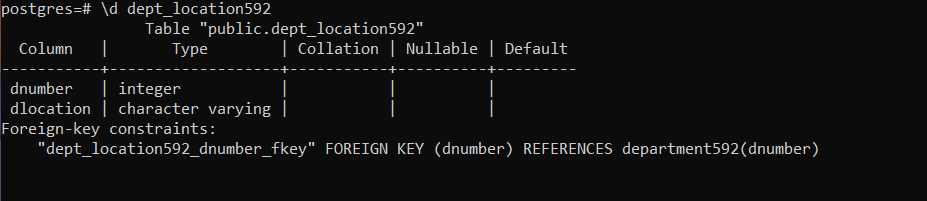 postgres=# \d dept_location592
              Table "public.dept_location592"
  Column   |       Type        | Collation | Nullable | Default
-----------+-------------------+-----------+----------+---------
 dnumber   | integer           |           |          |
 dlocation | character varying |           |          |
Foreign-key constraints:
    "dept_location592_dnumber_fkey" FOREIGN KEY (dnumber) REFERENCES department592(dnumber)